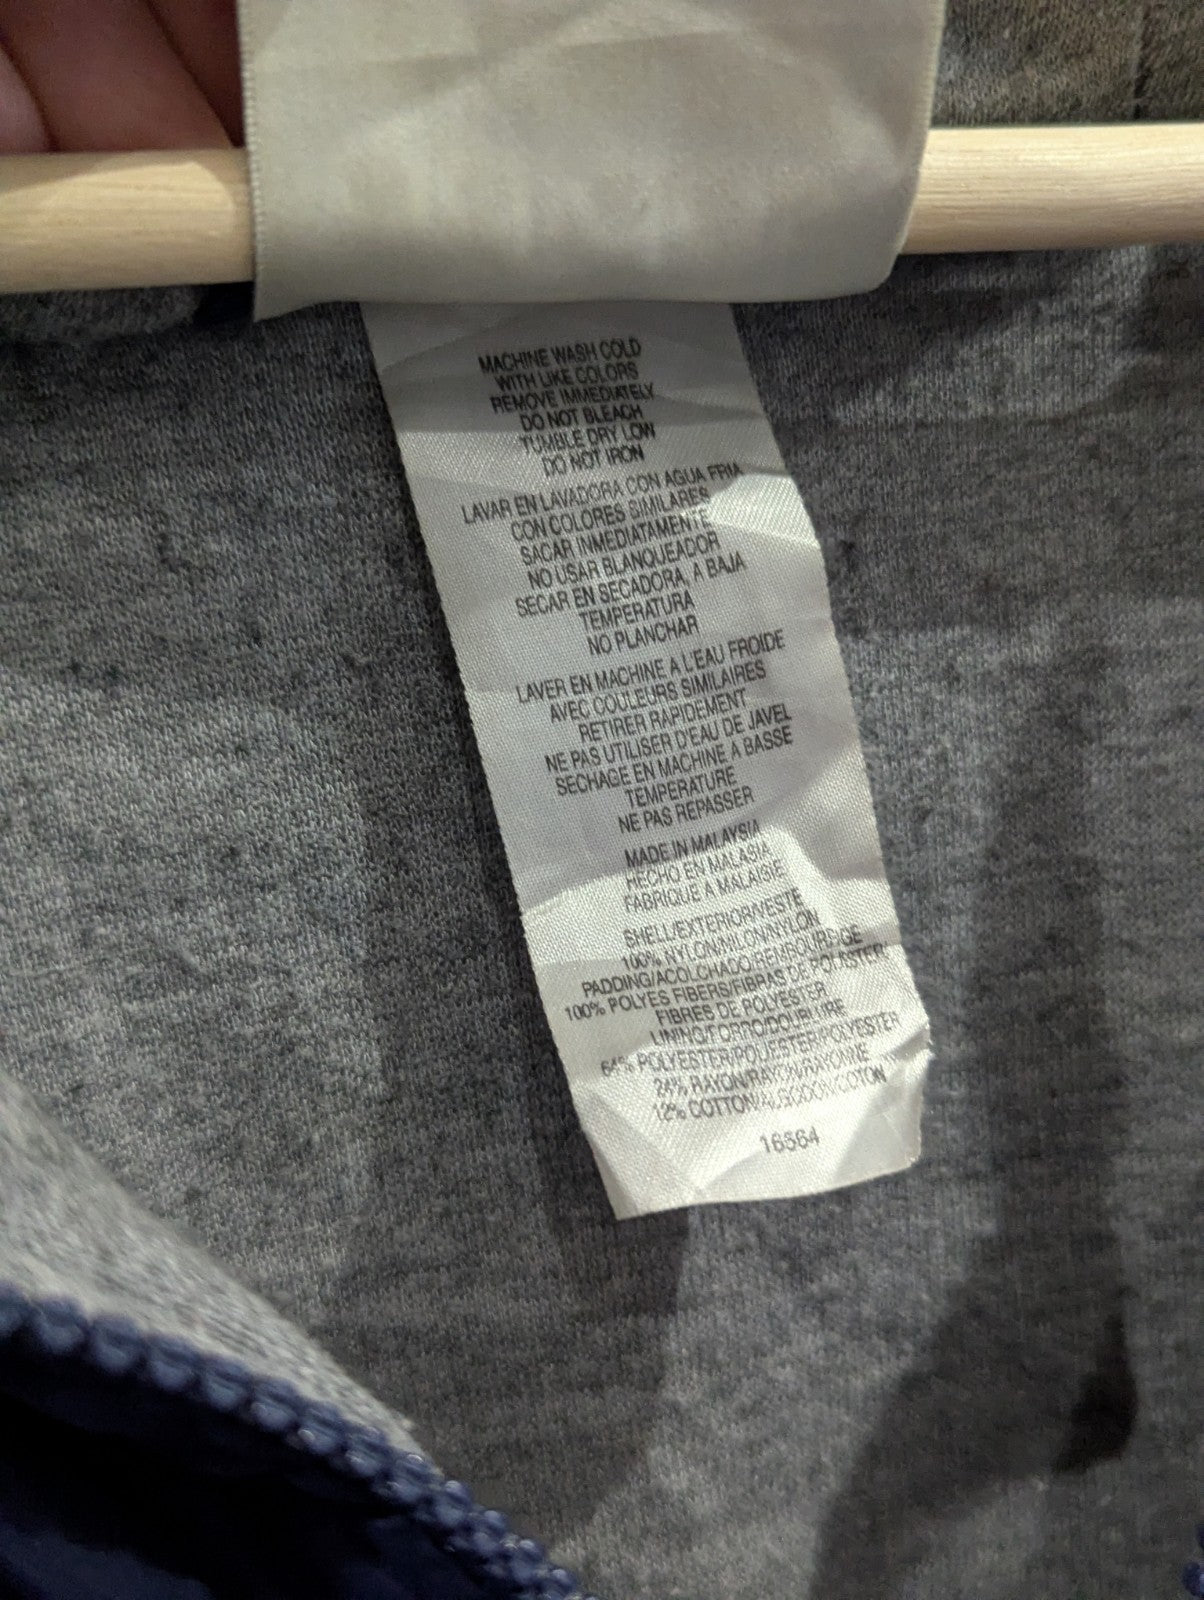 MACHINE WASH COLD
WITH LIKE COLORS
REMOVE IMMEDIATELY
DO NOT BLEACH
TUMBLE DRY LOW
DO NOT IRON
LAVAR EN LAVADORA CON AGUA FRIA
CON COLORES SIMILARES
SACAR INMEDIATAMENTE
NO USAR BLANQUEADOR
SECAR EN SECADORA, A BAJA
TEMPERATURA
NO PLANCHAR
LAVER EN MACHINE A L'EAU FROIDE
AVEC COULEURS SIMILAIRES
RETIRER RAPIDEMENT
NE PAS UTILISER D'EAU DE JAVEL
SECHAGE EN MACHINE A BASSE
TEMPERATURE
NE PAS REPASSER
MADE IN MALAYSIA
HECHO EN MALASIA
FABRIQUE A MALAISIE
SHELL/EXTERIOR/VESTE
100% NYLON/NILON/NYLON
PADDING/ACOLCHADO/REMBOURRAGE
100% POLYES FIBERS/FIBRAS DE POLIASTER/
FIBRES DE POLYESTER
LINING/FORRO/DOUBLURE
64% POLYESTER/POLIESTER/POLYESTER
24% RAYON/RAYON/RAYONNE
12% COTTON/ALGODON/COTON
16564